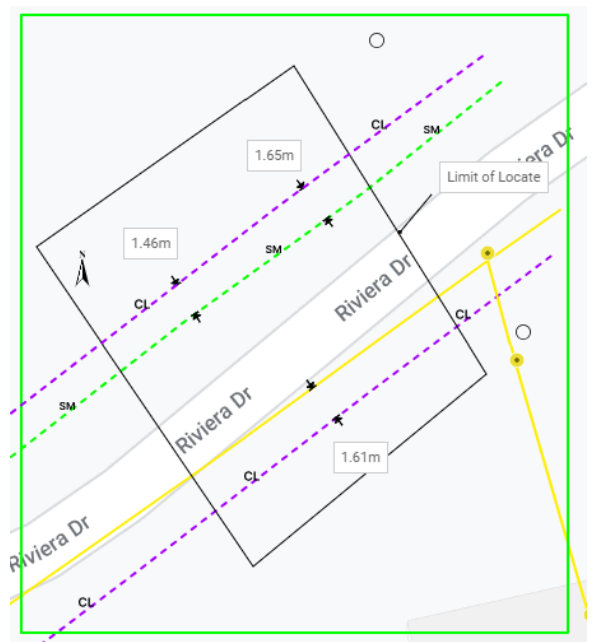 CL
SM
Riviera Dr
1.65m
Limit of Locate
1.46m
SM
N
Riviera Dr
CL
CL
SM
Riviera Dr
1.61m
CL
Riviera Dr
CL